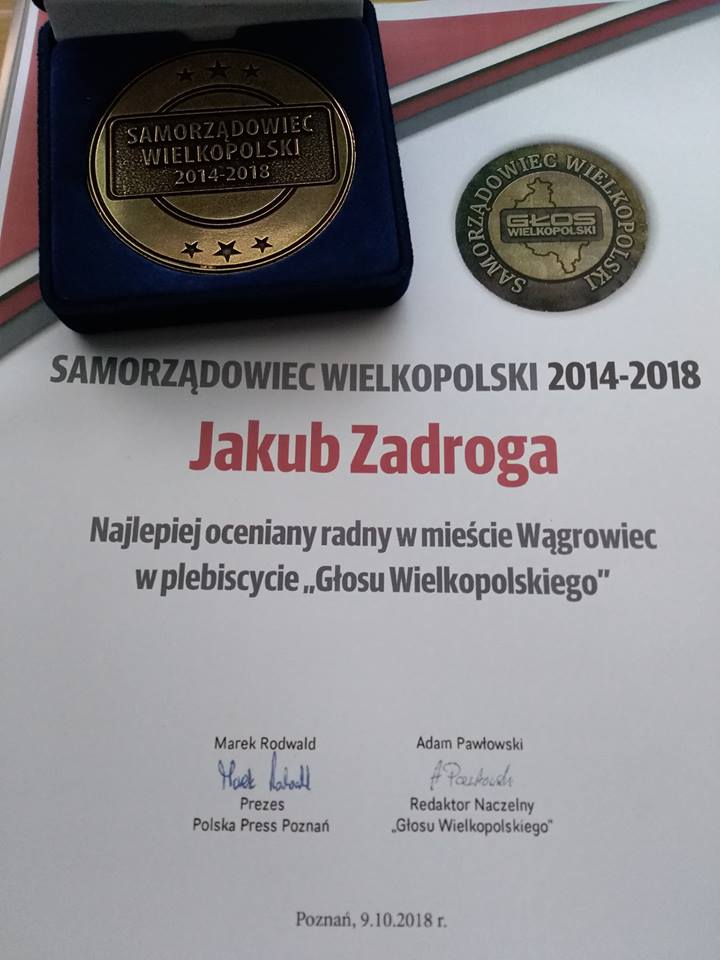 SAMORZĄDOWIEC
WIELKOPOLSKI
2014-2018
SAMORZĄDOWIEC WIELKOPOLSKI
GŁOS
WIELKOPOLSKI
SAMORZĄDOWIEC WIELKOPOLSKI 2014-2018
Jakub Zadroga
Najlepiej oceniany radny w mieście Wągrowiec
w plebiscycie „Głosu Wielkopolskiego”
Marek Rodwald
Prezes
Polska Press Poznań
Adam Pawłowski
Redaktor Naczelny
„Głosu Wielkopolskiego”
Poznań, 9.10.2018 r.